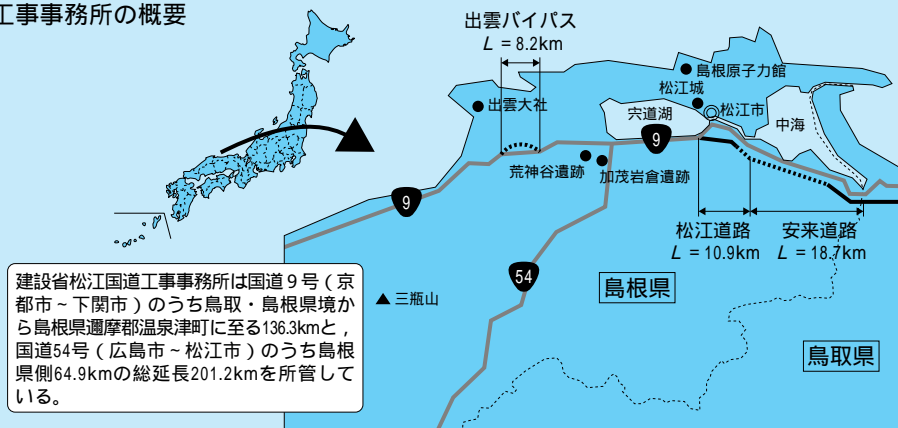 工事事務所の概要
出雲バイパス
L = 8.2km
島根原子力館
松江城
松江市
出雲大社
宍道湖
中海
9
荒神谷遺跡
加茂岩倉遺跡
9
松江道路
L = 10.9km
安来道路
L = 18.7km
54
島根県
三瓶山
鳥取県
建設省松江国道工事事務所は国道９号（京
都市～下関市）のうち鳥取・島根県境か
ら島根県邇摩郡温泉津町に至る136.3kmと，
国道54号（広島市～松江市）のうち島根
県側64.9kmの総延長201.2kmを所管して
いる。